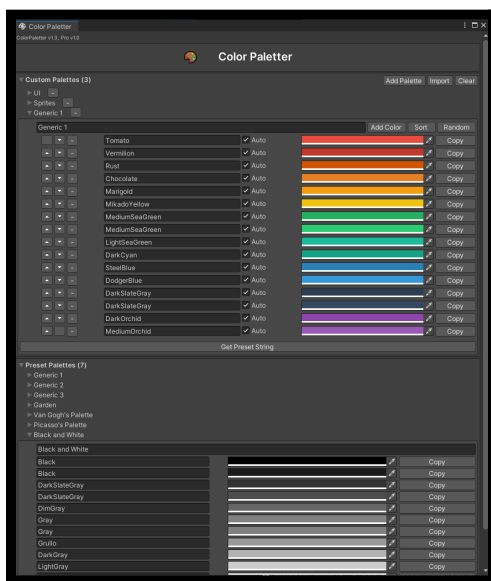 Color Paletter
ColorPaletter v1.3, Pro v1.0
Color Paletter
Custom Palettes (3) Add Palette Import Clear
UI -
Sprites -
Generic 1 -
Generic 1 Add Color Sort Random
Tomato Auto Copy
Vermilion Auto Copy
Rust Auto Copy
Chocolate Auto Copy
Marigold Auto Copy
MikadoYellow Auto Copy
MediumSeaGreen Auto Copy
MediumSeaGreen Auto Copy
LightSeaGreen Auto Copy
DarkCyan Auto Copy
SteelBlue Auto Copy
DodgerBlue Auto Copy
DarkSlateGray Auto Copy
DarkSlateGray Auto Copy
DarkOrchid Auto Copy
MediumOrchid Auto Copy
Get Preset String
Preset Palettes (7)
Generic 1
Generic 2
Generic 3
Garden
Van Gogh's Palette
Picasso's Palette
Black and White
Black and White
Black Copy
Black Copy
DarkSlateGray Copy
DarkSlateGray Copy
DimGray Copy
Gray Copy
Gray Copy
Grullo Copy
DarkGray Copy
LightGray Copy